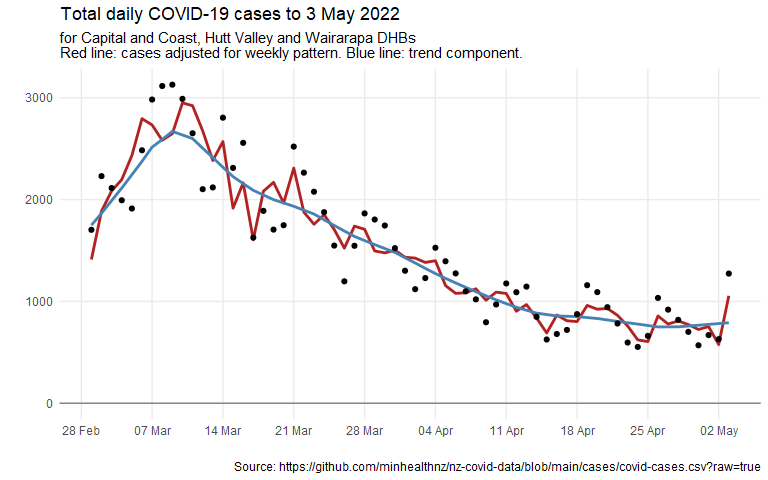 Total daily COVID-19 cases to 3 May 2022
for Capital and Coast, Hutt Valley and Wairarapa DHBs
Red line: cases adjusted for weekly pattern. Blue line: trend component.
3000
2000
1000
0
28 Feb 07 Mar 14 Mar 21 Mar 28 Mar 04 Apr 11 Apr 18 Apr 25 Apr 02 May
Source: https://github.com/minhealthnz/nz-covid-data/blob/main/cases/covid-cases.csv?raw=true